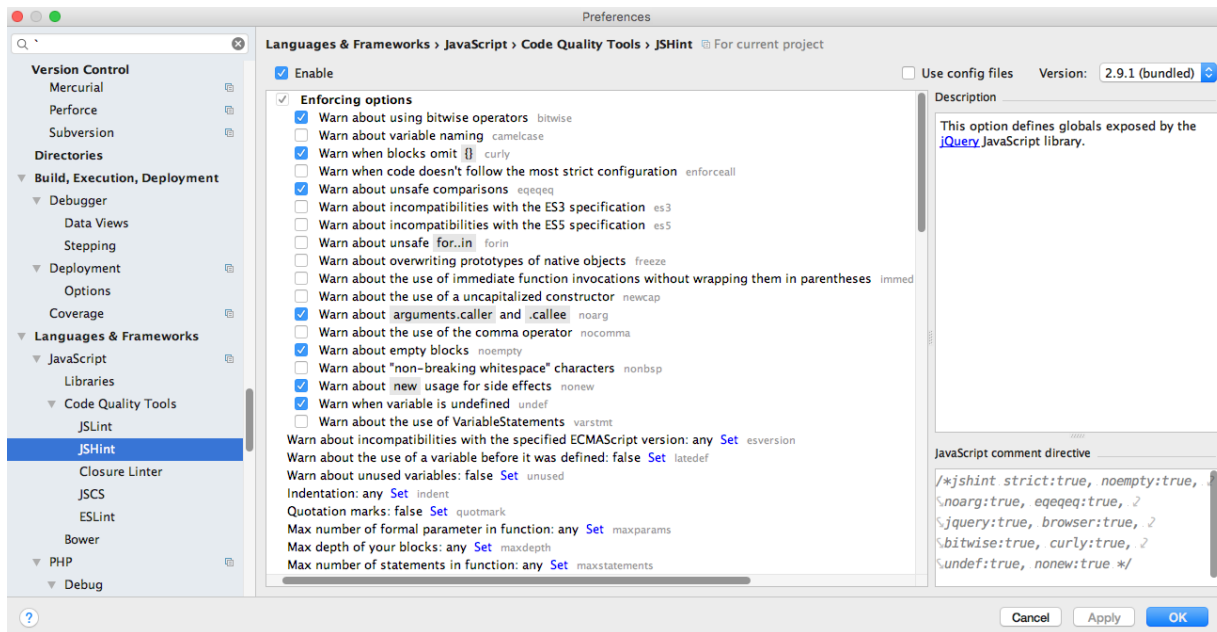 Preferences
`
Version Control
Mercurial
Perforce
Subversion
Directories
Build, Execution, Deployment
Debugger
Data Views
Stepping
Deployment
Options
Coverage
Languages & Frameworks
JavaScript
Libraries
Code Quality Tools
JSLint
JSHint
Closure Linter
JSCS
ESLint
Bower
PHP
Debug
Languages & Frameworks › JavaScript › Code Quality Tools › JSHint For current project
Enable
Use config files Version: 2.9.1 (bundled)
Enforcing options
Warn about using bitwise operators bitwise
Warn about variable naming camelcase
Warn when blocks omit {} curly
Warn when code doesn't follow the most strict configuration enforceall
Warn about unsafe comparisons eqeqeq
Warn about incompatibilities with the ES3 specification es3
Warn about incompatibilities with the ES5 specification es5
Warn about unsafe for..in forin
Warn about overwriting prototypes of native objects freeze
Warn about the use of immediate function invocations without wrapping them in parentheses immed
Warn about the use of a uncapitalized constructor newcap
Warn about arguments.caller and .callee noarg
Warn about the use of the comma operator nocomma
Warn about empty blocks noempty
Warn about "non-breaking whitespace" characters nonbsp
Warn about new usage for side effects nonew
Warn when variable is undefined undef
Warn about the use of VariableStatements varstmt
Warn about incompatibilities with the specified ECMAScript version: any Set esversion
Warn about the use of a variable before it was defined: false Set latedef
Warn about unused variables: false Set unused
Indentation: any Set indent
Quotation marks: false Set quotmark
Max number of formal parameter in function: any Set maxparams
Max depth of your blocks: any Set maxdepth
Max number of statements in function: any Set maxstatements
Description
This option defines globals exposed by the
jQuery JavaScript library.
JavaScript comment directive
/*jshint strict:true, noempty:true,
noarg:true, eqeqeq:true,
jquery:true, browser:true,
bitwise:true, curly:true,
undef:true, nonew:true */
?
Cancel
Apply
OK